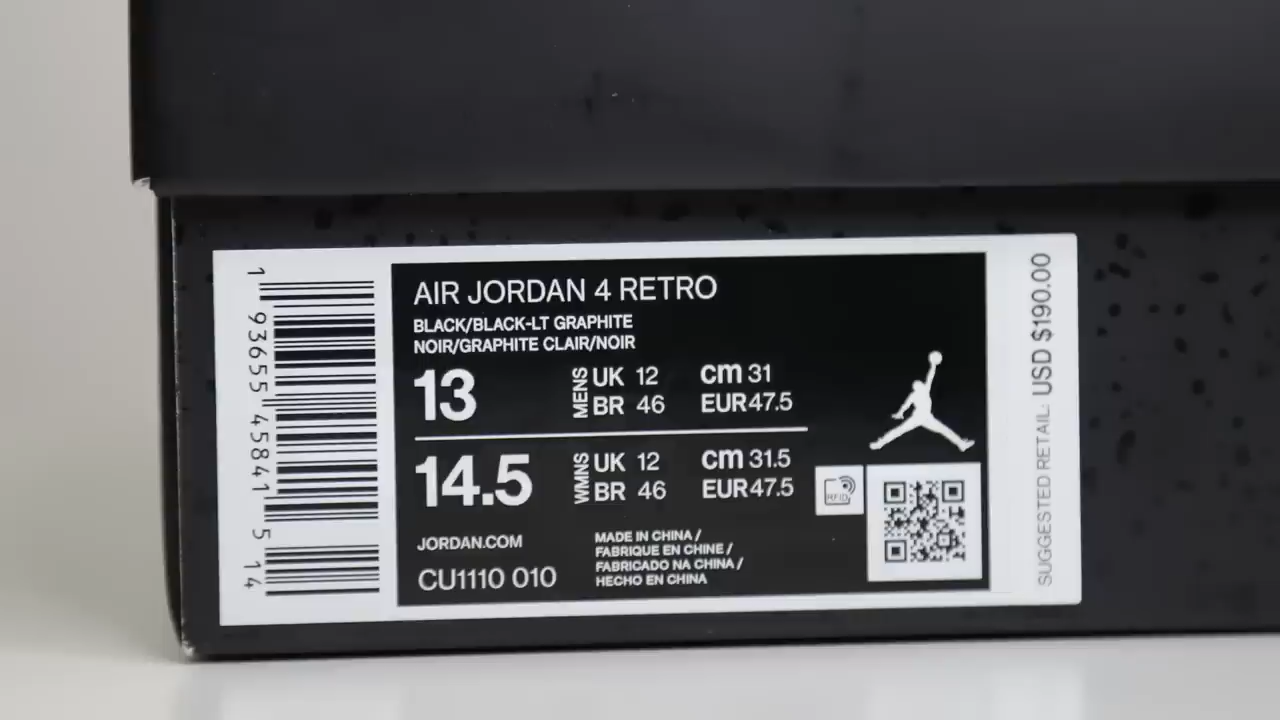 AIR JORDAN 4 RETRO
BLACK/BLACK-LT GRAPHITE
NOIR/GRAPHITE CLAIR/NOIR
13 MENS UK 12 cm 31
BR 46 EUR 47.5
14.5 WMNS UK 12 cm 31.5
BR 46 EUR 47.5
RFID
JORDAN.COM
CU1110 010
MADE IN CHINA /
FABRIQUE EN CHINE /
FABRICADO NA CHINA /
HECHO EN CHINA
1 93655 45841 5 14
SUGGESTED RETAIL: USD $190.00